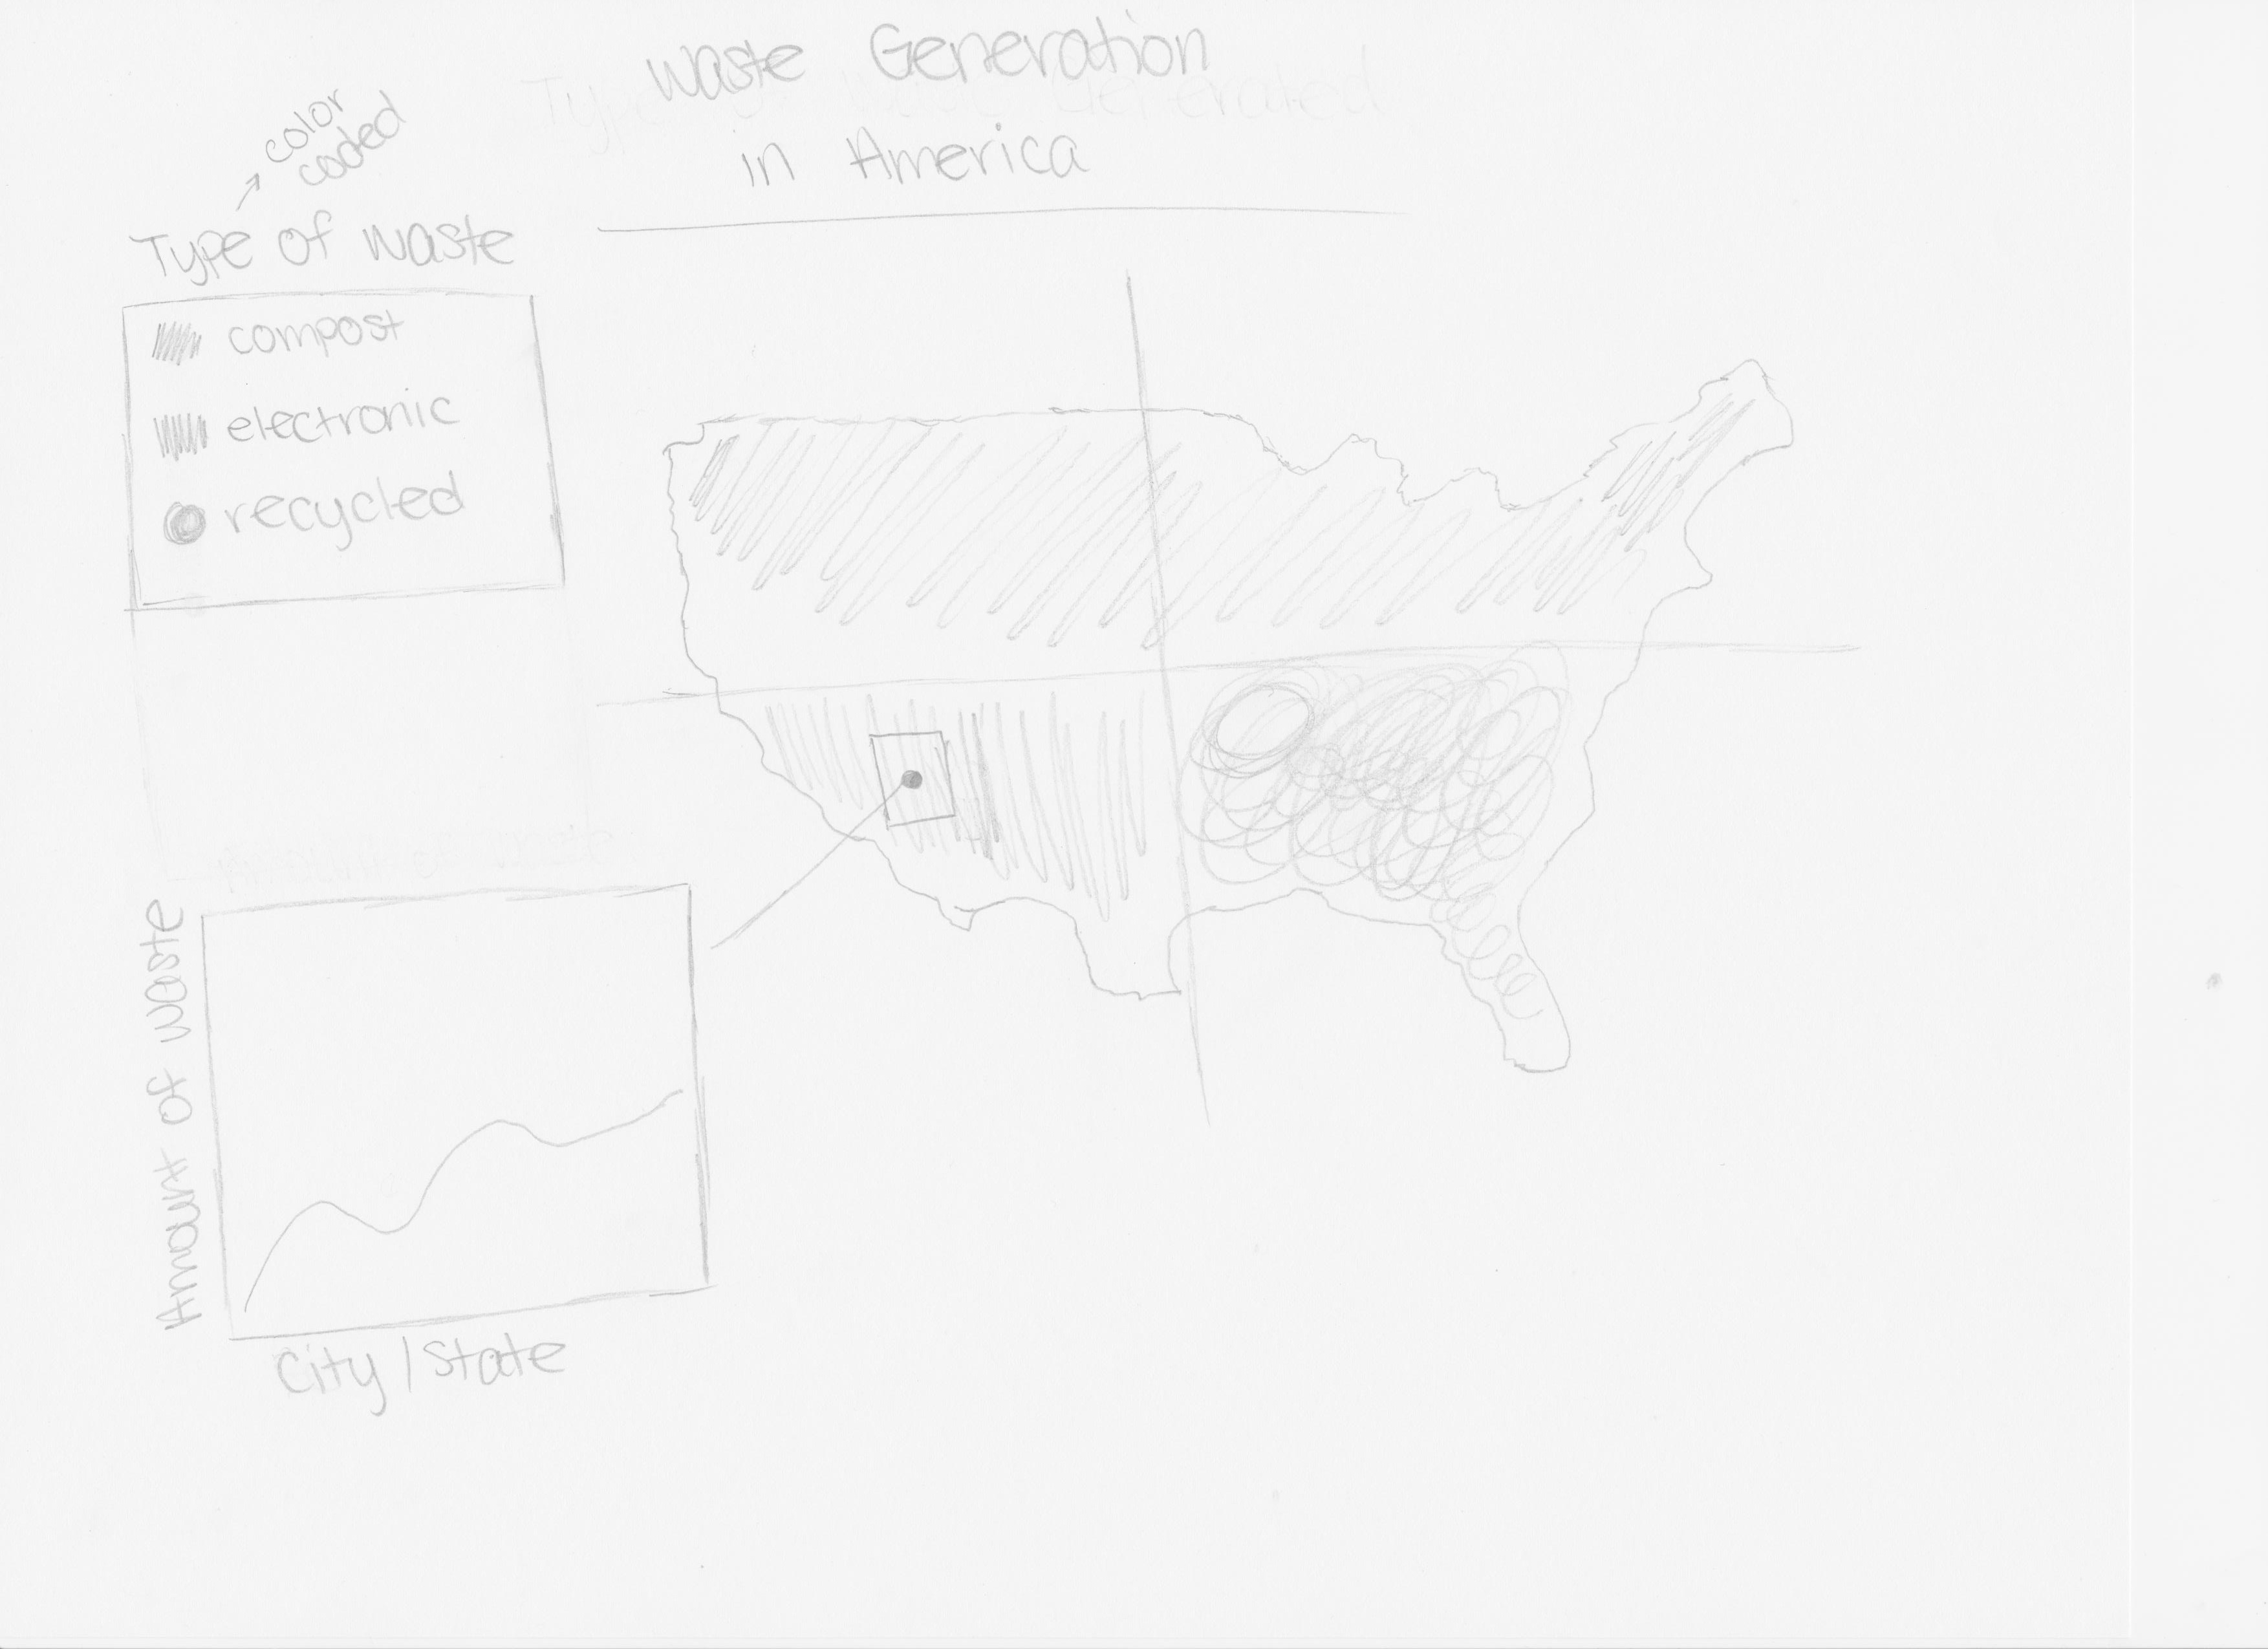 Waste Generation
in America
color
coded
Type of waste
compost
electronic
recycled
Amount of waste
City / State